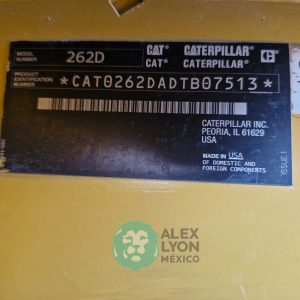 MODEL NUMBER 262D CAT CATERPILLAR
CAT CATERPILLAR
PRODUCT IDENTIFICATION NUMBER
*CAT0262DADTB07513*
CATERPILLAR INC.
PEORIA, IL 61629
USA
MADE IN USA
OF DOMESTIC AND
FOREIGN COMPONENTS
ISSUE 1
ALEX
LYON
MÉXICO